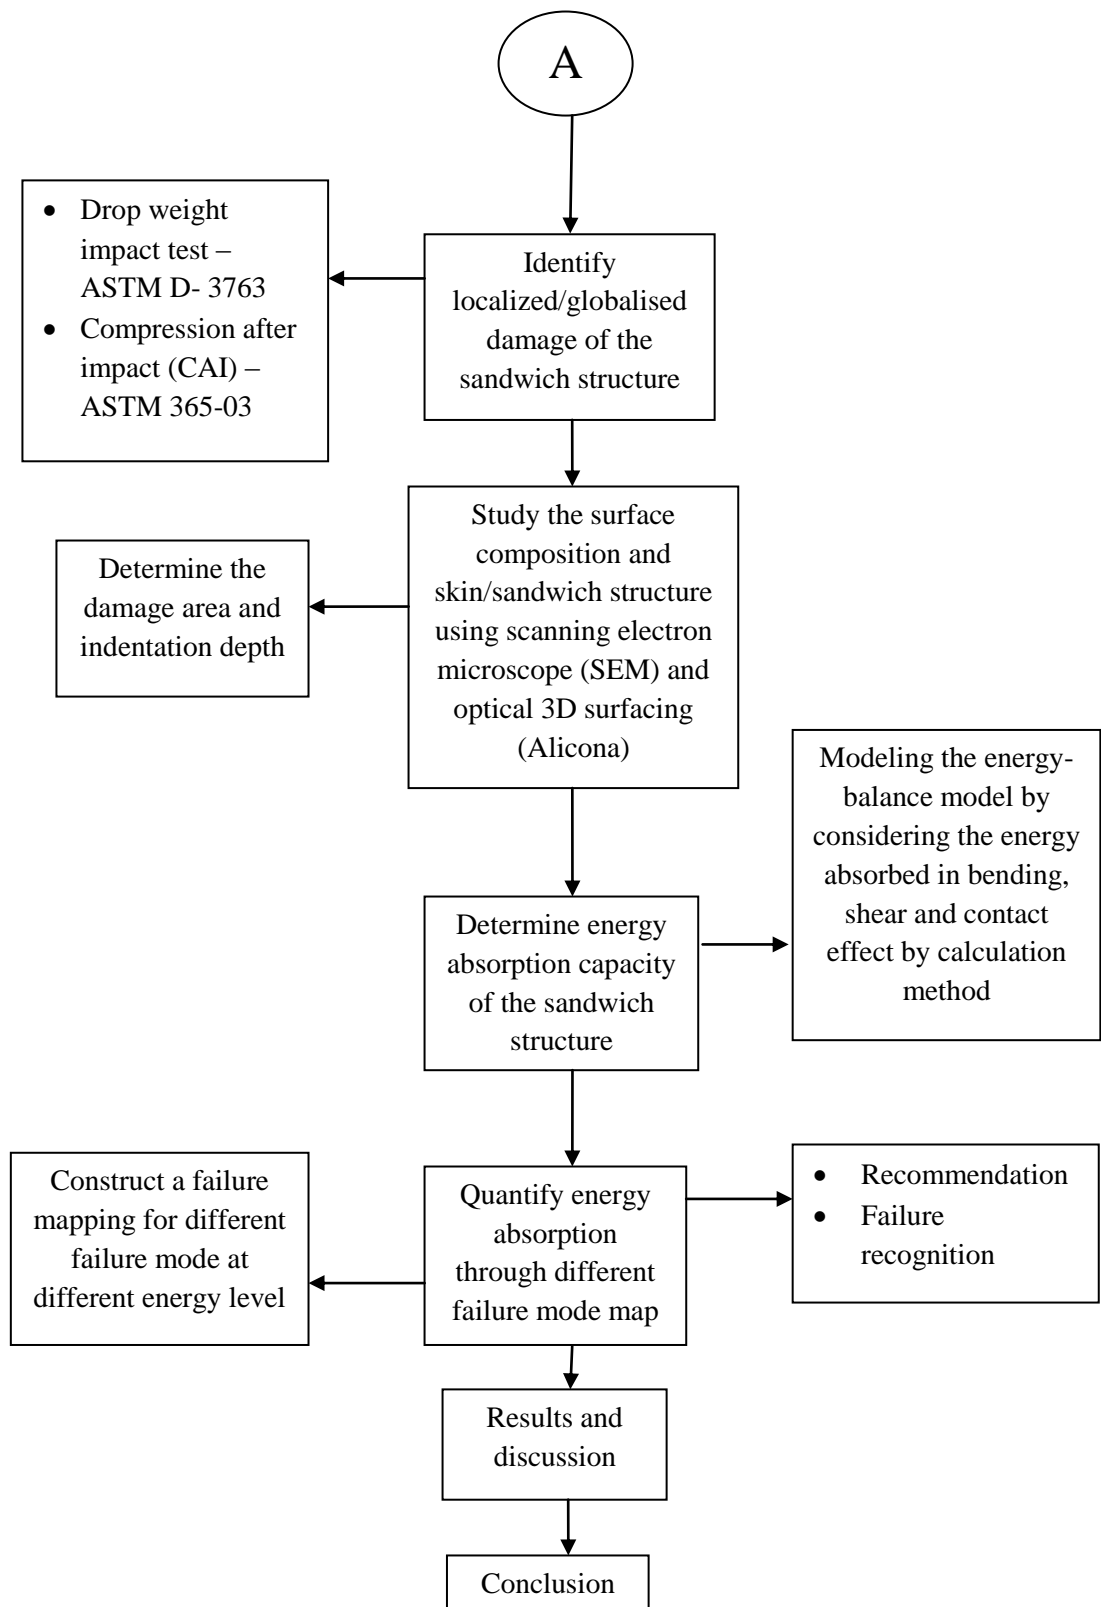 A
• Drop weight
impact test –
ASTM D- 3763
• Compression after
impact (CAI) –
ASTM 365-03
Identify
localized/globalised
damage of the
sandwich structure
Study the surface
composition and
skin/sandwich structure
using scanning electron
microscope (SEM) and
optical 3D surfacing
(Alicona)
Determine the
damage area and
indentation depth
Modeling the energy-
balance model by
considering the energy
absorbed in bending,
shear and contact
effect by calculation
method
Determine energy
absorption capacity
of the sandwich
structure
Construct a failure
mapping for different
failure mode at
different energy level
Quantify energy
absorption
through different
failure mode map
• Recommendation
• Failure
recognition
Results and
discussion
Conclusion